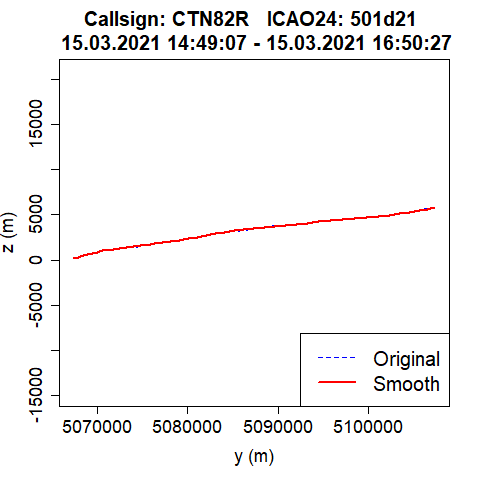 Callsign: CTN82R   ICAO24: 501d21
15.03.2021 14:49:07 - 15.03.2021 16:50:27
z (m)
15000
5000
0
-5000
-15000
Original
Smooth
5070000 5080000 5090000 5100000
y (m)